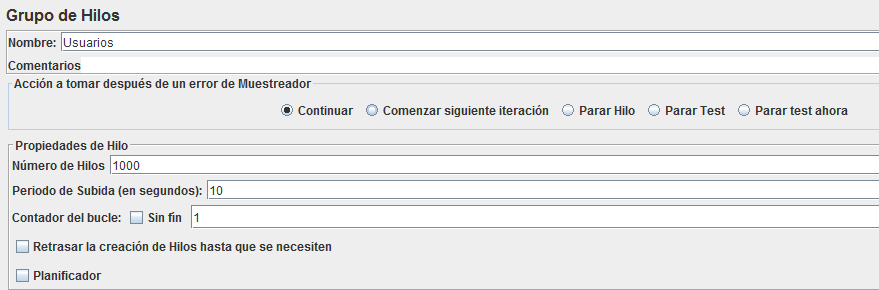 Grupo de Hilos
Nombre: Usuarios
Comentarios
Acción a tomar después de un error de Muestreador
Continuar Comenzar siguiente iteración Parar Hilo Parar Test Parar test ahora
Propiedades de Hilo
Número de Hilos 1000
Periodo de Subida (en segundos): 10
Contador del bucle: Sin fín 1
Retrasar la creación de Hilos hasta que se necesiten
Planificador